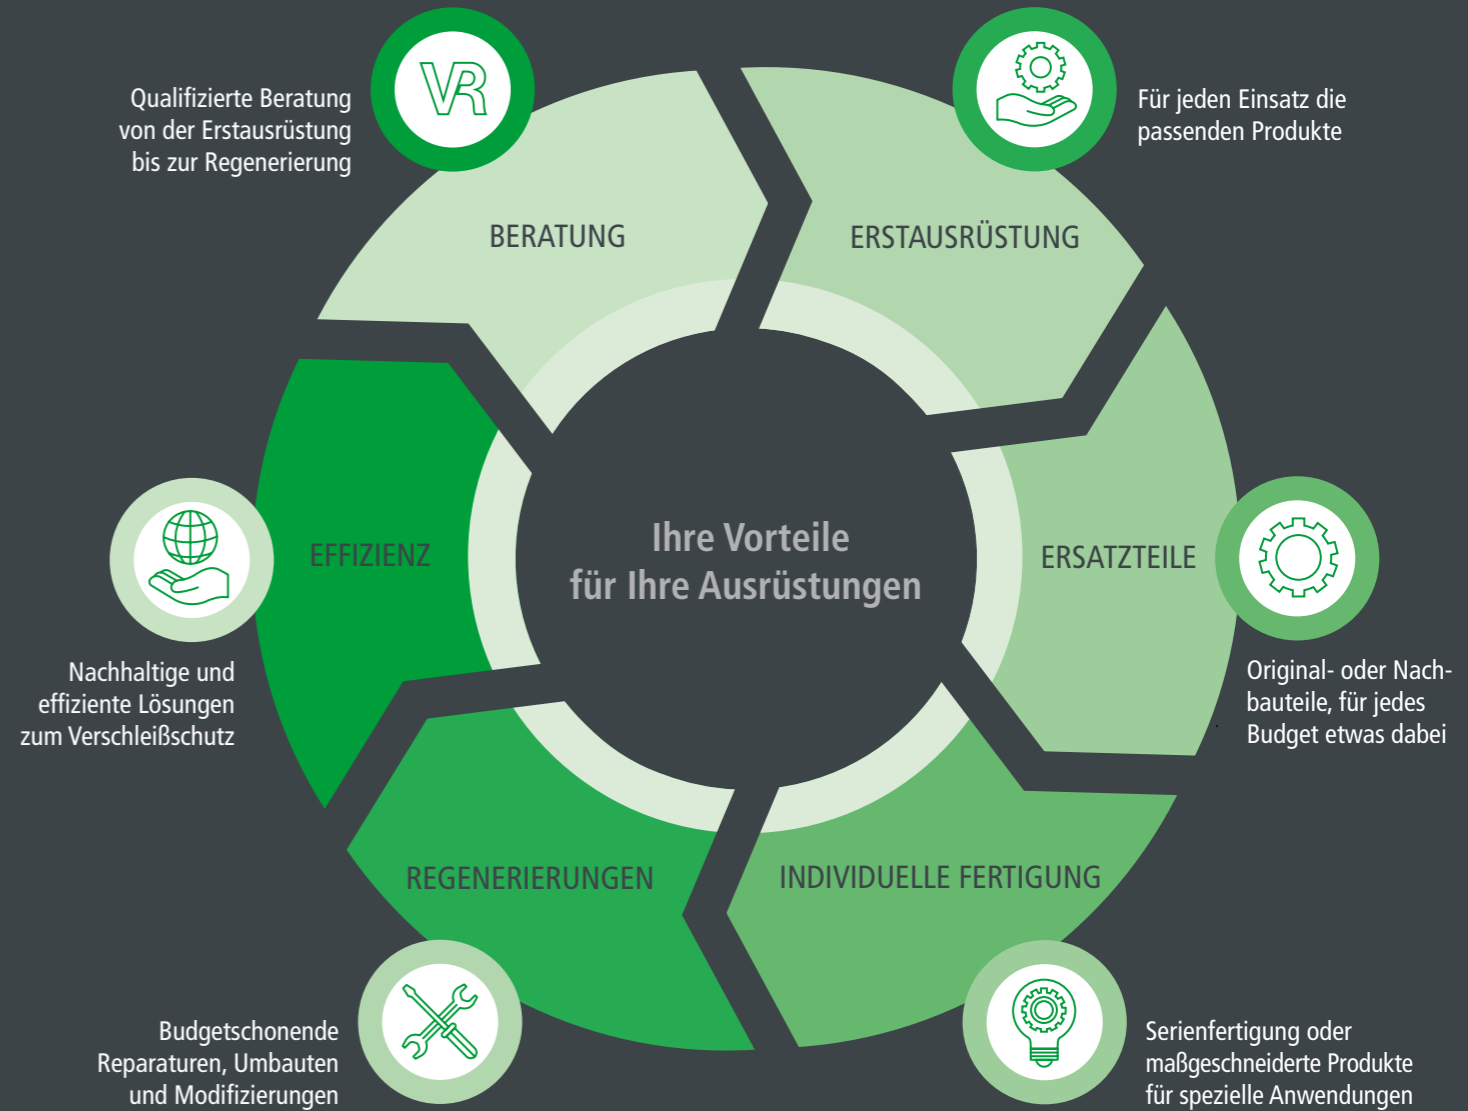 VR
Qualifizierte Beratung
von der Erstausrüstung
bis zur Regenerierung
BERATUNG
Für jeden Einsatz die
passenden Produkte
ERSTAUSRÜSTUNG
ERSATZTEILE
Original- oder Nach-
bauteile, für jedes
Budget etwas dabei
INDIVIDUELLE FERTIGUNG
Serienfertigung oder
maßgeschneiderte Produkte
für spezielle Anwendungen
REGENERIERUNGEN
Budgetschonende
Reparaturen, Umbauten
und Modifizierungen
EFFIZIENZ
Nachhaltige und
effiziente Lösungen
zum Verschleißschutz
Ihre Vorteile
für Ihre Ausrüstungen